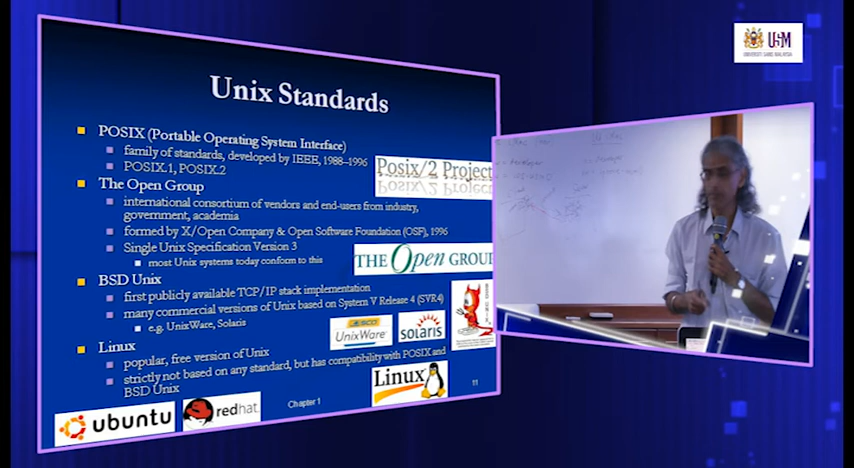 Unix Standards
POSIX (Portable Operating System Interface)
family of standards, developed by IEEE, 1988-1996
POSIX.1, POSIX.2
Posix/2 Project
The Open Group
international consortium of vendors and end-users from industry,
government, academia
formed by X/Open Company & Open Software Foundation (OSF), 1996
Single Unix Specification Version 3
most Unix systems today conform to this
THE Open GROUP
BSD Unix
first publicly available TCP/IP stack implementation
many commercial versions of Unix based on System V Release 4 (SVR4)
e.g. UnixWare, Solaris
SCO
UnixWare
solaris
Linux
popular, free version of Unix
strictly not based on any standard, but has compatibility with POSIX and
BSD Unix
Linux
ubuntu
redhat
Chapter 1
11
USM
UNIVERSITI SAINS MALAYSIA